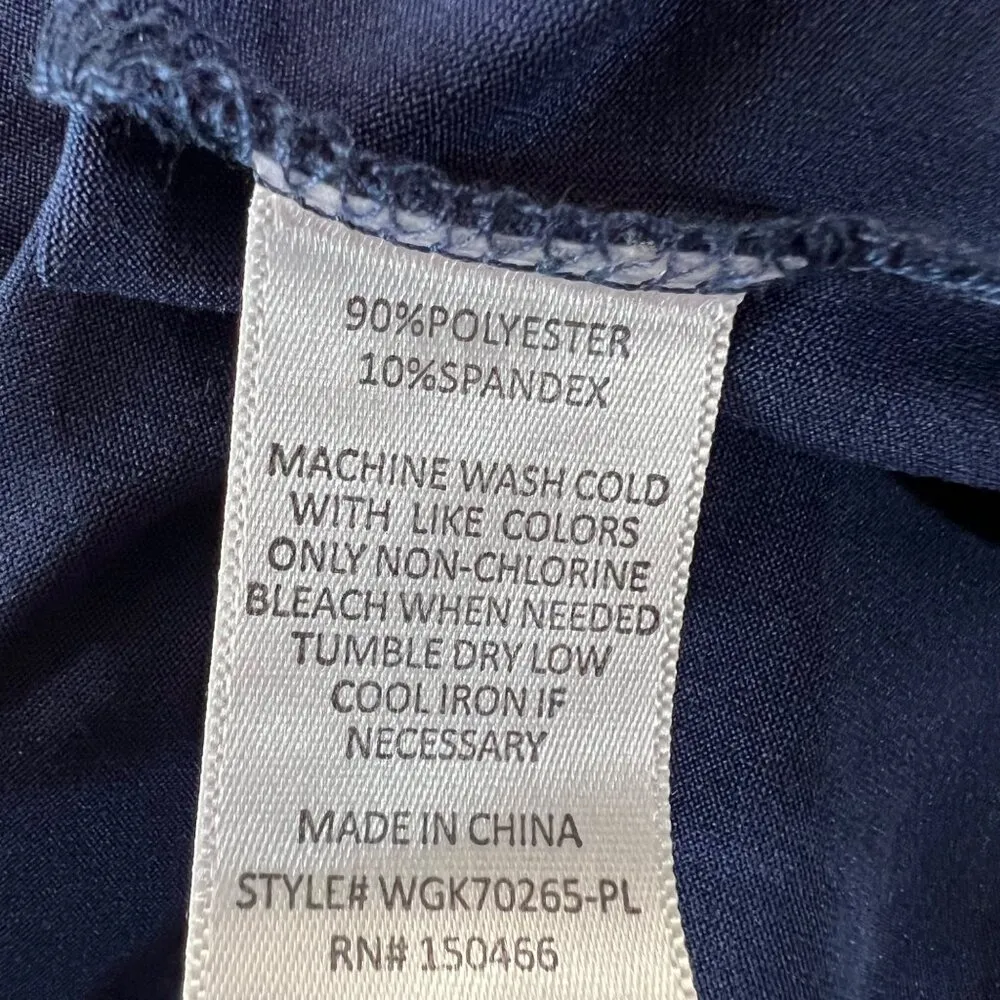 90%POLYESTER
10%SPANDEX
MACHINE WASH COLD
WITH LIKE COLORS
ONLY NON-CHLORINE
BLEACH WHEN NEEDED
TUMBLE DRY LOW
COOL IRON IF
NECESSARY
MADE IN CHINA
STYLE# WGK70265-PL
RN# 150466